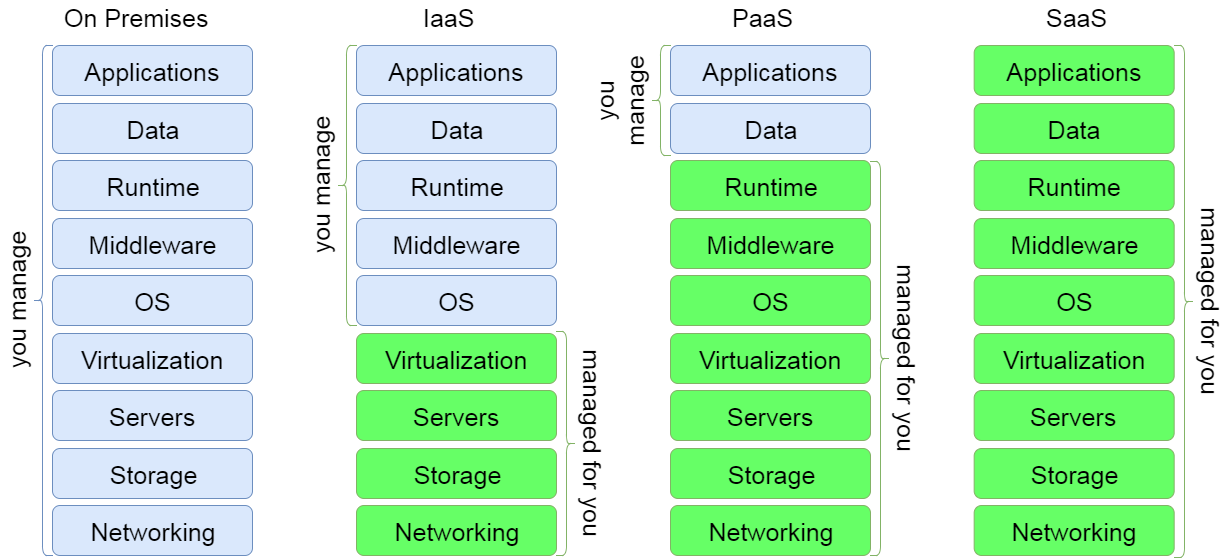 On Premises
you manage
Applications
Data
Runtime
Middleware
OS
Virtualization
Servers
Storage
Networking
IaaS
you manage
Applications
Data
Runtime
Middleware
OS
Virtualization
Servers
Storage
Networking
managed for you
PaaS
you
manage
Applications
Data
Runtime
Middleware
OS
Virtualization
Servers
Storage
Networking
managed for you
SaaS
Applications
Data
Runtime
Middleware
OS
Virtualization
Servers
Storage
Networking
managed for you